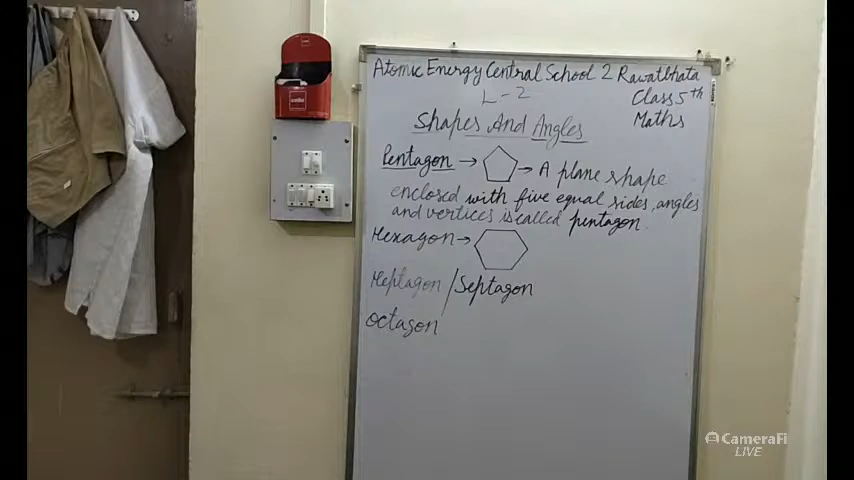 Atomic Energy Central School 2 Rawatbhata
L-2
Class 5th
Maths
Shapes And Angles
Pentagon → → A plane shape
enclosed with five equal sides, angles
and vertices is called pentagon.
Hexagon →
Heptagon / Septagon
Octagon
CameraFi
LIVE